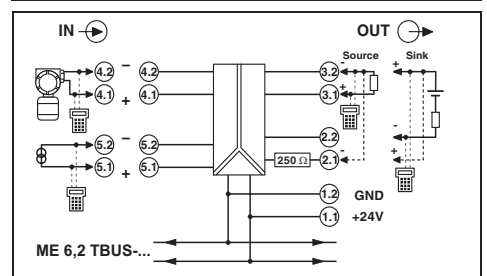 IN OUT
Source Sink
4.2 – 4.2 3.2 - +
4.1 + 4.1 3.1 +
5.2 – 5.2 2.2 -
5.1 + 5.1 250 Ω 2.1 - +
1.2 GND
1.1 +24V
ME 6,2 TBUS-...